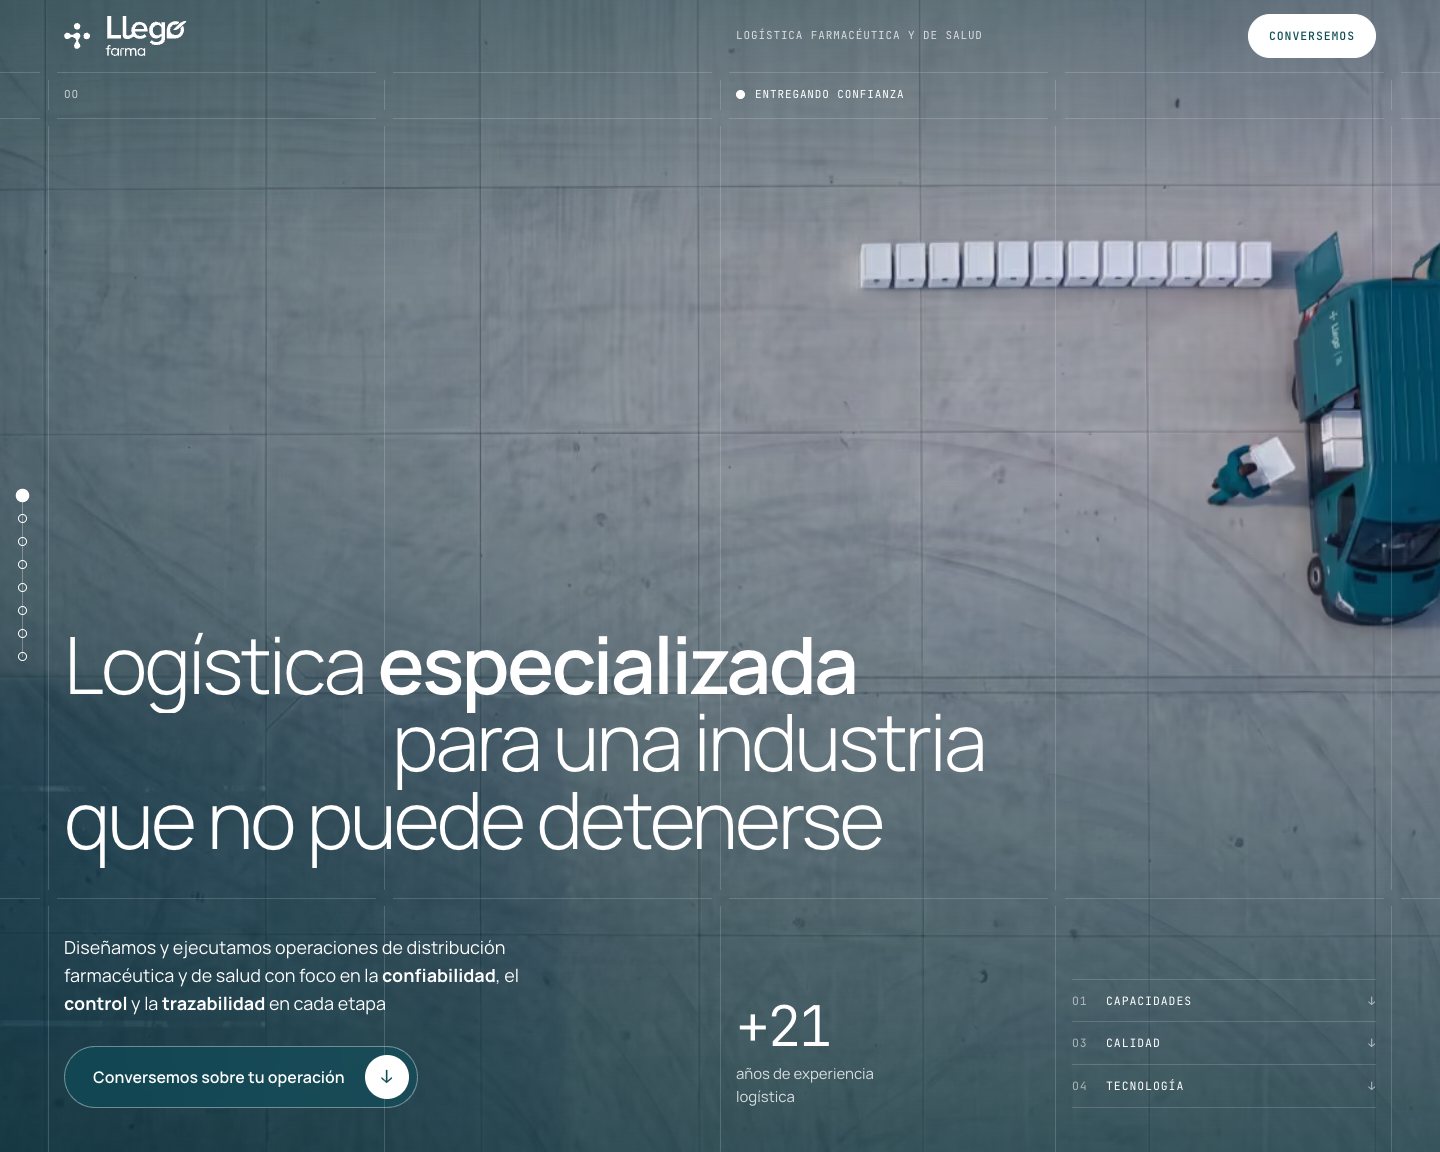 Llego
farma
LOGÍSTICA FARMACÉUTICA Y DE SALUD
CONVERSEMOS
00
ENTREGANDO CONFIANZA
Llego
Logística especializada
para una industria
que no puede detenerse
Diseñamos y ejecutamos operaciones de distribución
farmacéutica y de salud con foco en la confiabilidad, el
control y la trazabilidad en cada etapa
Conversemos sobre tu operación
+21
años de experiencia
logística
01 CAPACIDADES
03 CALIDAD
04 TECNOLOGÍA